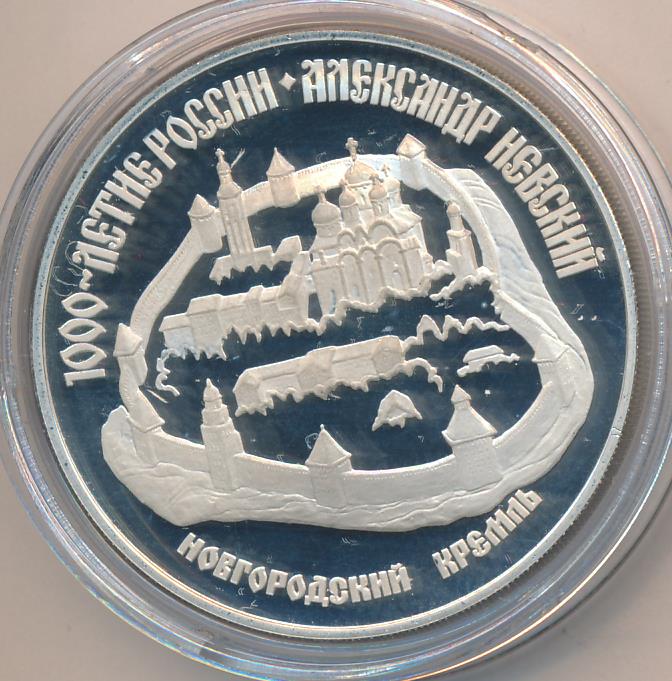 1000-ЛЕТИЕ РОССИИ · АЛЕКСАНДР НЕВСКИЙ
НОВГОРОДСКИЙ КРЕМЛЬ